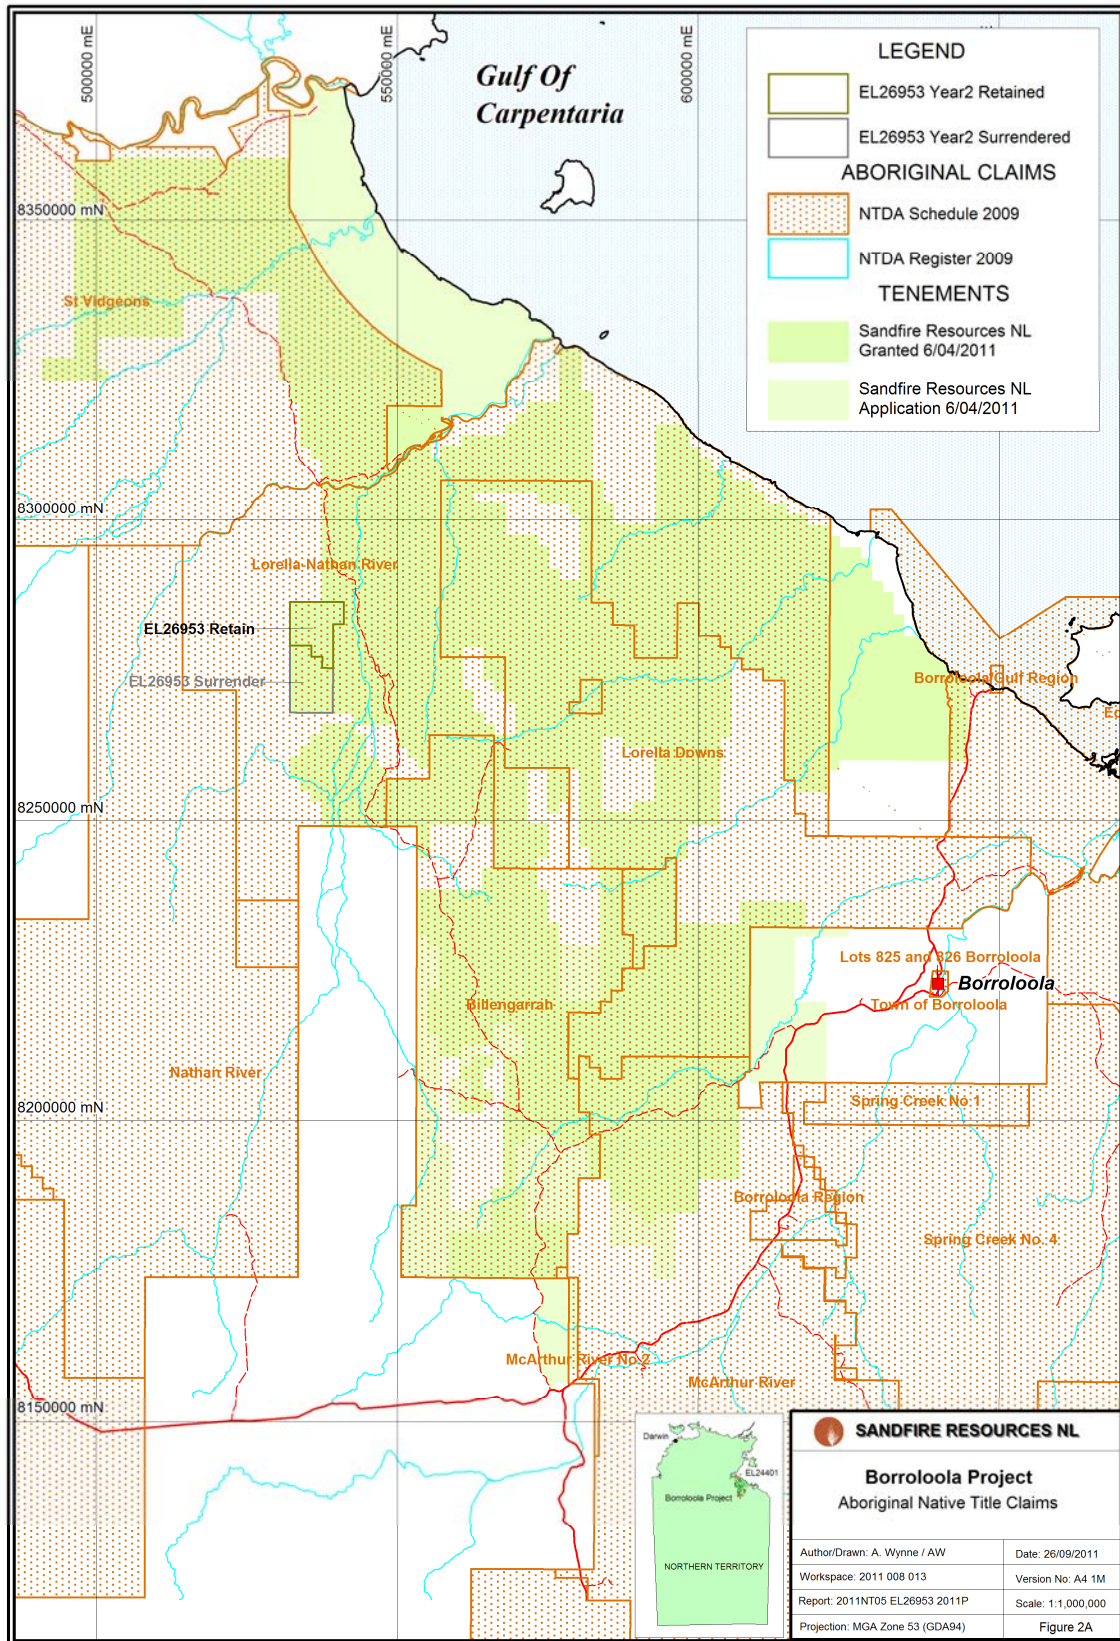 500000 mE
550000 mE
600000 mE
Gulf Of
Carpentaria
LEGEND
EL26953 Year2 Retained
EL26953 Year2 Surrendered
ABORIGINAL CLAIMS
NTDA Schedule 2009
NTDA Register 2009
TENEMENTS
Sandfire Resources NL
Granted 6/04/2011
Sandfire Resources NL
Application 6/04/2011
8350000 mN
St Vidgeons
8300000 mN
Lorella-Nathan River
EL26953 Retain
EL26953 Surrender
Borroloola/Gulf Region
Lorella Downs
8250000 mN
Lots 825 and 826 Borroloola
Borroloola
Town of Borroloola
Billengarrah
Nathan River
Spring Creek No 1
8200000 mN
Borroloola Region
Spring Creek No. 4
McArthur River No 2
McArthur River
8150000 mN
Darwin
EL24401
Borroloola Project
NORTHERN TERRITORY
SANDFIRE RESOURCES NL
Borroloola Project
Aboriginal Native Title Claims
Author/Drawn: A. Wynne / AW
Date: 26/09/2011
Workspace: 2011 008 013
Version No: A4 1M
Report: 2011NT05 EL26953 2011P
Scale: 1:1,000,000
Projection: MGA Zone 53 (GDA94)
Figure 2A